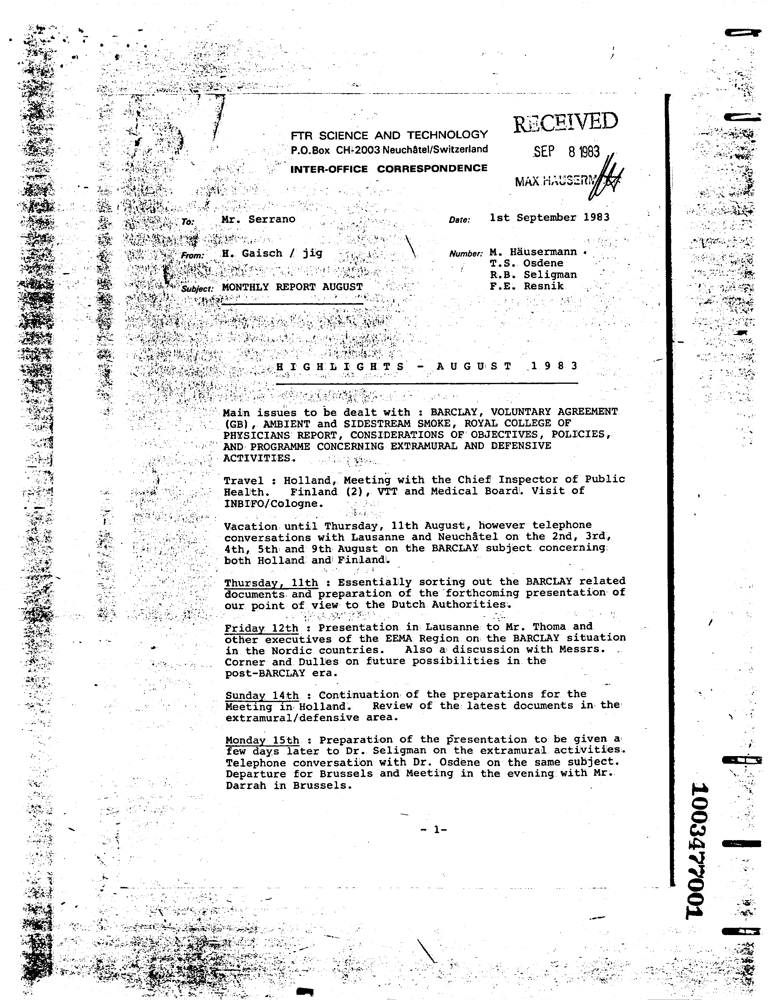 FTR SCIENCE AND TECHNOLOGY
P.O.Box CH-2003 Neuchâtel/Switzerland
INTER-OFFICE CORRESPONDENCE
RECEIVED
SEP 8 1983
MAX HAUSERM
To: Mr. Serrano
Date: 1st September 1983
From: H. Gaisch / jig
Number: M. Häusermann .
T.S. Osdene
R.B. Seligman
F.E. Resnik
Subject: MONTHLY REPORT AUGUST
HIGHLIGHTS - AUGUST 1983
Main issues to be dealt with : BARCLAY, VOLUNTARY AGREEMENT
(GB), AMBIENT and SIDESTREAM SMOKE, ROYAL COLLEGE OF
PHYSICIANS REPORT, CONSIDERATIONS OF OBJECTIVES, POLICIES,
AND PROGRAMME CONCERNING EXTRAMURAL AND DEFENSIVE
ACTIVITIES.
Travel : Holland, Meeting with the Chief Inspector of Public
Health. Finland (2), VTT and Medical Board. Visit of
INBIFO/Cologne.
Vacation until Thursday, 11th August, however telephone
conversations with Lausanne and Neuchâtel on the 2nd, 3rd,
4th, 5th and 9th August on the BARCLAY subject concerning
both Holland and Finland.
Thursday, 11th : Essentially sorting out the BARCLAY related
documents and preparation of the forthcoming presentation of
our point of view to the Dutch Authorities.
Friday 12th : Presentation in Lausanne to Mr. Thoma and
other executives of the EEMA Region on the BARCLAY situation
in the Nordic countries. Also a discussion with Messrs.
Corner and Dulles on future possibilities in the
post-BARCLAY era.
Sunday 14th : Continuation of the preparations for the
Meeting in Holland. Review of the latest documents in the
extramural/defensive area.
Monday 15th : Preparation of the presentation to be given a
few days later to Dr. Seligman on the extramural activities.
Telephone conversation with Dr. Osdene on the same subject.
Departure for Brussels and Meeting in the evening with Mr.
Darrah in Brussels.
- 1-
1003477001